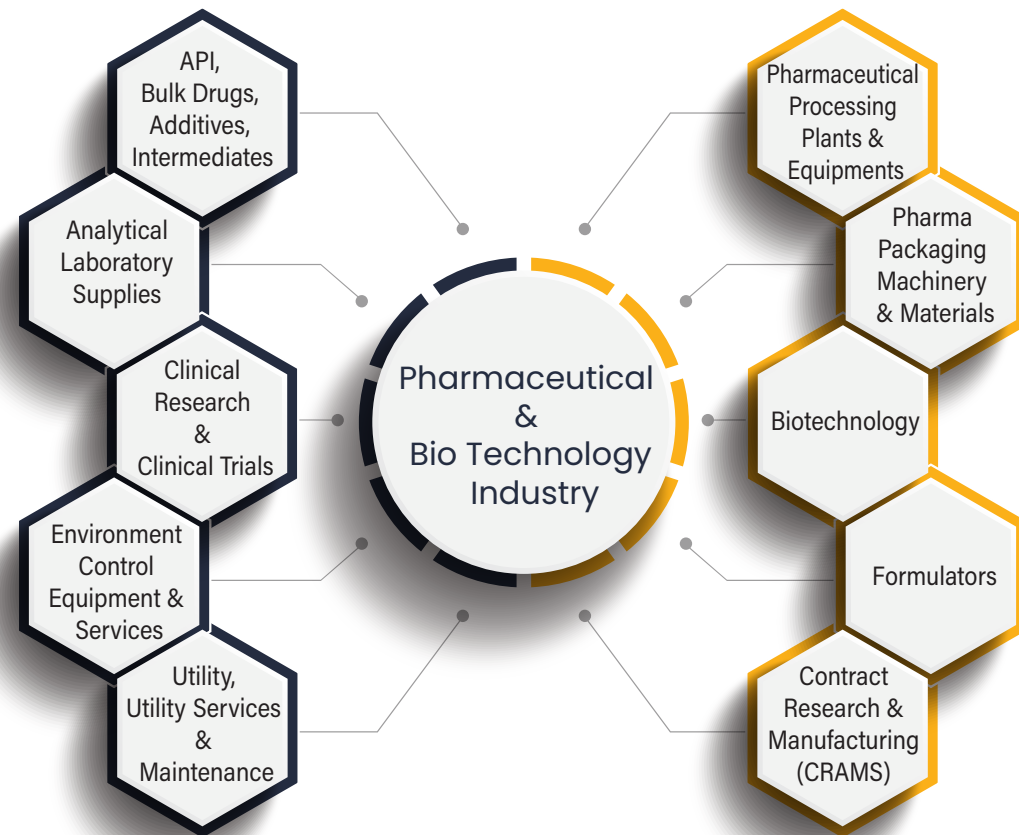 API,
Bulk Drugs,
Additives,
Intermediates
Analytical
Laboratory
Supplies
Clinical
Research
&
Clinical Trials
Environment
Control
Equipment &
Services
Utility,
Utility Services
&
Maintenance
Pharmaceutical
&
Bio Technology
Industry
Pharmaceutical
Processing
Plants &
Equipments
Pharma
Packaging
Machinery
& Materials
Biotechnology
Formulators
Contract
Research &
Manufacturing
(CRAMS)